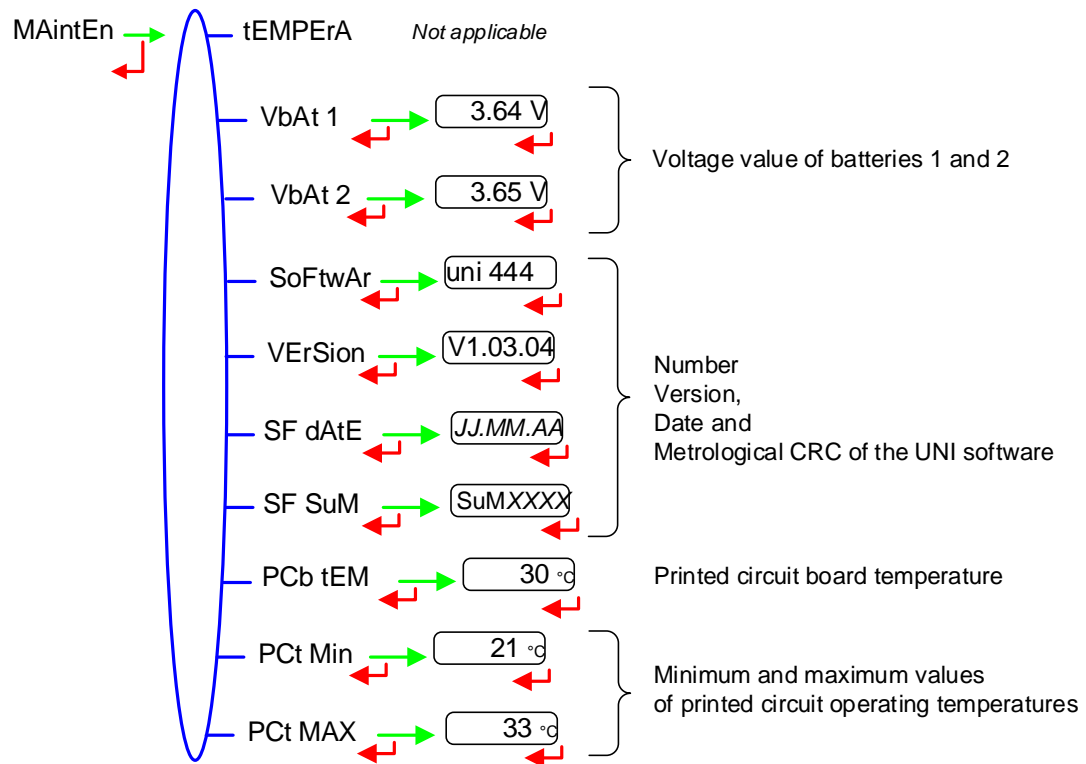 MAintEn
tEMPErA Not applicable
VbAt 1 3.64 V
Voltage value of batteries 1 and 2
VbAt 2 3.65 V
SoFtwAr uni 444
VErSion V1.03.04
Number
Version,
Date and
Metrological CRC of the UNI software
SF dAtE JJ.MM.AA
SF SuM SuMXXXX
PCb tEM 30 °C Printed circuit board temperature
PCt Min 21 °C
Minimum and maximum values
of printed circuit operating temperatures
PCt MAX 33 °C